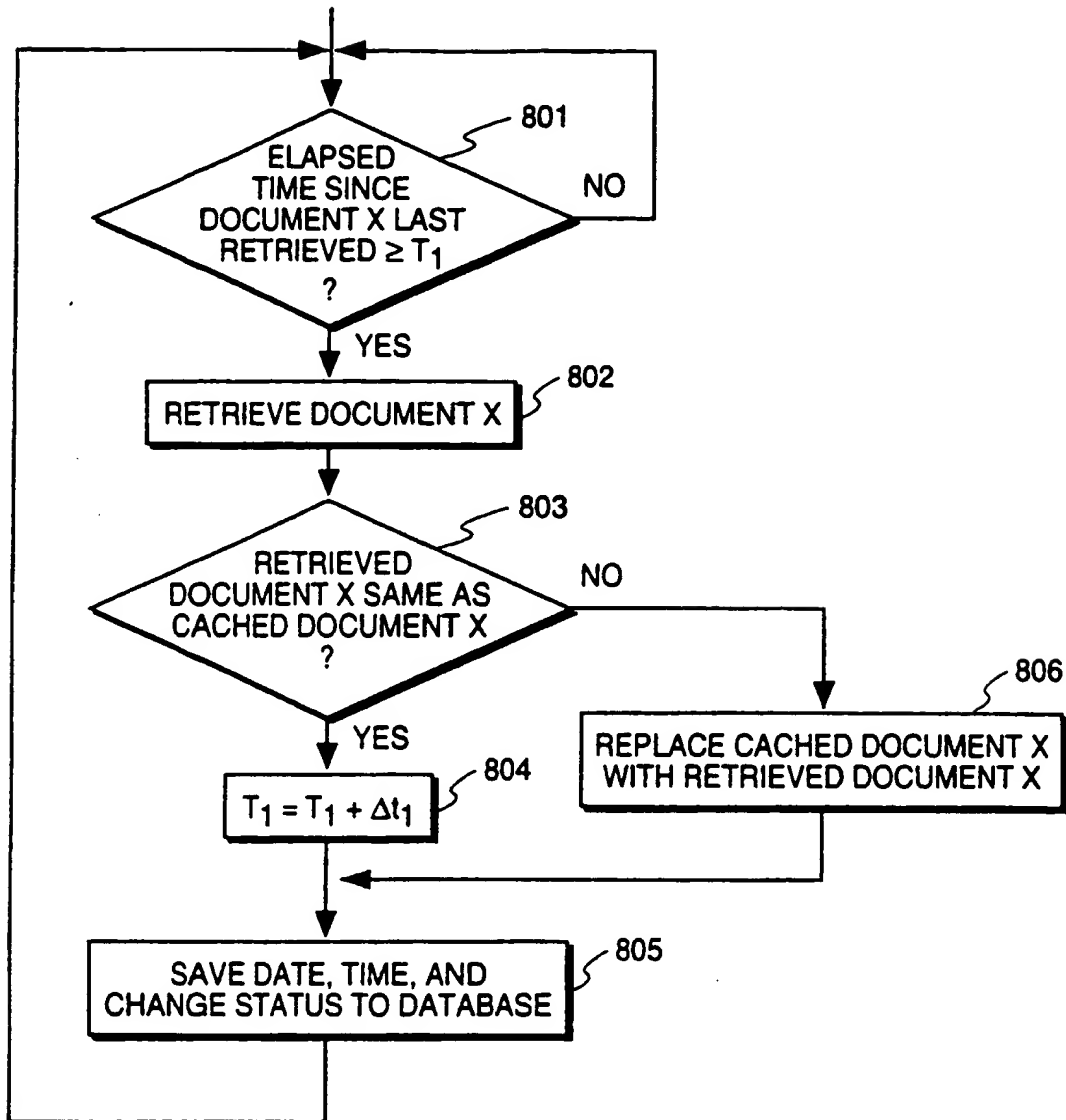 801
ELAPSED
TIME SINCE
DOCUMENT X LAST
RETRIEVED ≥ T₁
?
NO
YES
802
RETRIEVE DOCUMENT X
803
RETRIEVED
DOCUMENT X SAME AS
CACHED DOCUMENT X
?
NO
YES
806
REPLACE CACHED DOCUMENT X
WITH RETRIEVED DOCUMENT X
804
T₁ = T₁ + Δt₁
805
SAVE DATE, TIME, AND
CHANGE STATUS TO DATABASE